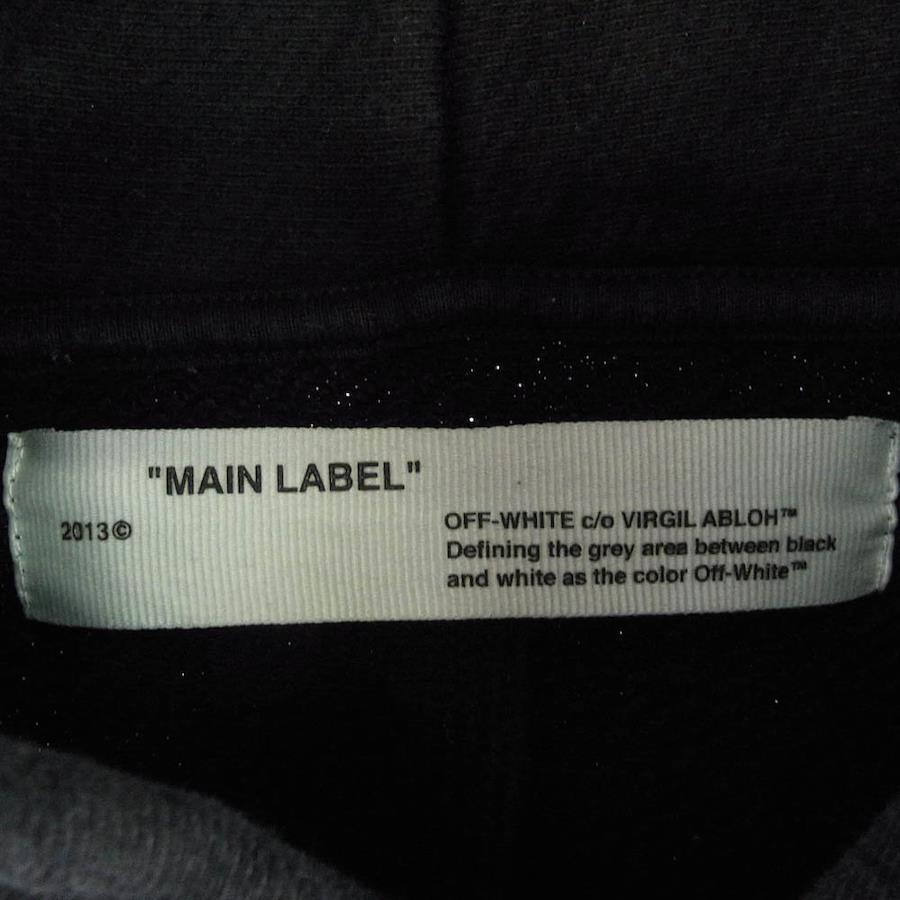 "MAIN LABEL"
2013©
OFF-WHITE c/o VIRGIL ABLOH™
Defining the grey area between black
and white as the color Off-White™